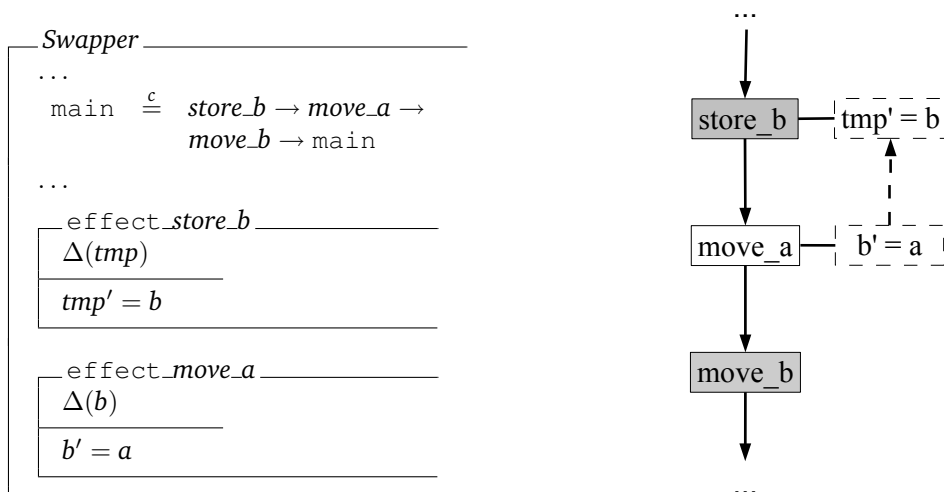 Swapper
...
main c= store_b → move_a →
move_b → main
...
effect_store_b
Δ(tmp)
tmp′ = b
effect_move_a
Δ(b)
b′ = a
...
store_b
tmp' = b
move_a
b' = a
move_b
...